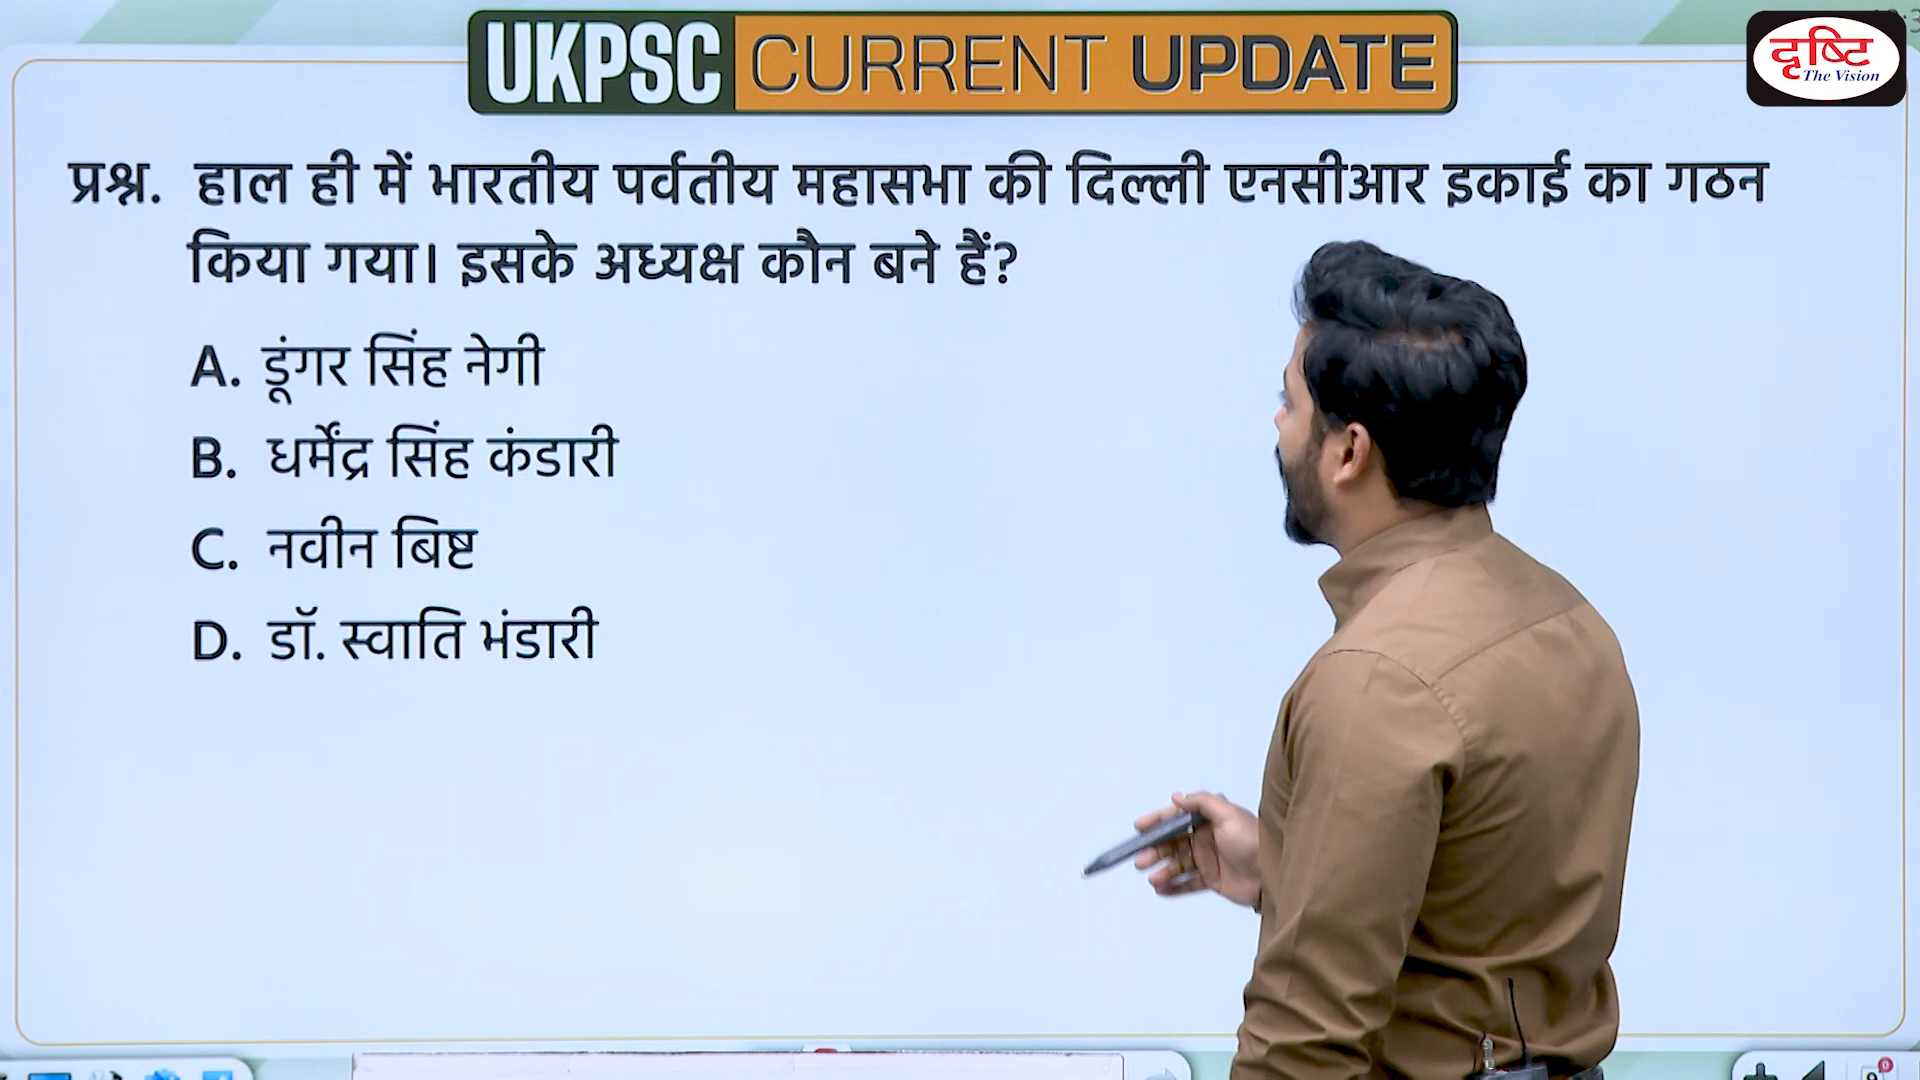 UKPSC CURRENT UPDATE
दृष्टि
The Vision
प्रश्न. हाल ही में भारतीय पर्वतीय महासभा की दिल्ली एनसीआर इकाई का गठन
किया गया। इसके अध्यक्ष कौन बने हैं?
A. डूंगर सिंह नेगी
B. धर्मेंद्र सिंह कंडारी
C. नवीन बिष्ट
D. डॉ. स्वाति भंडारी